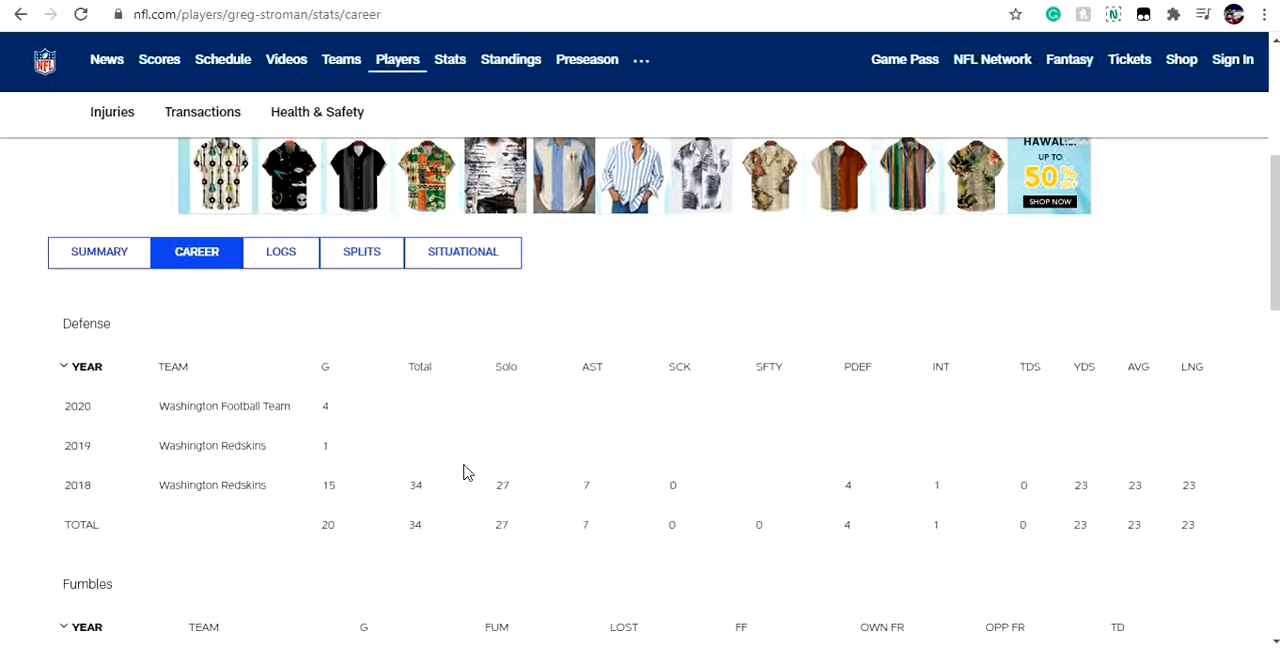 nfl.com/players/greg-stroman/stats/career
NFL News Scores Schedule Videos Teams Players Stats Standings Preseason ... Game Pass NFL Network Fantasy Tickets Shop Sign In
Injuries Transactions Health & Safety
UP TO
50%
OFF
SHOP NOW
SUMMARY CAREER LOGS SPLITS SITUATIONAL
Defense
YEAR TEAM G Total Solo AST SCK SFTY PDEF INT TDS YDS AVG LNG
2020 Washington Football Team 4
2019 Washington Redskins 1
2018 Washington Redskins 15 34 27 7 0 4 1 0 23 23 23
TOTAL 20 34 27 7 0 0 4 1 0 23 23 23
Fumbles
YEAR TEAM G FUM LOST FF OWN FR OPP FR TD